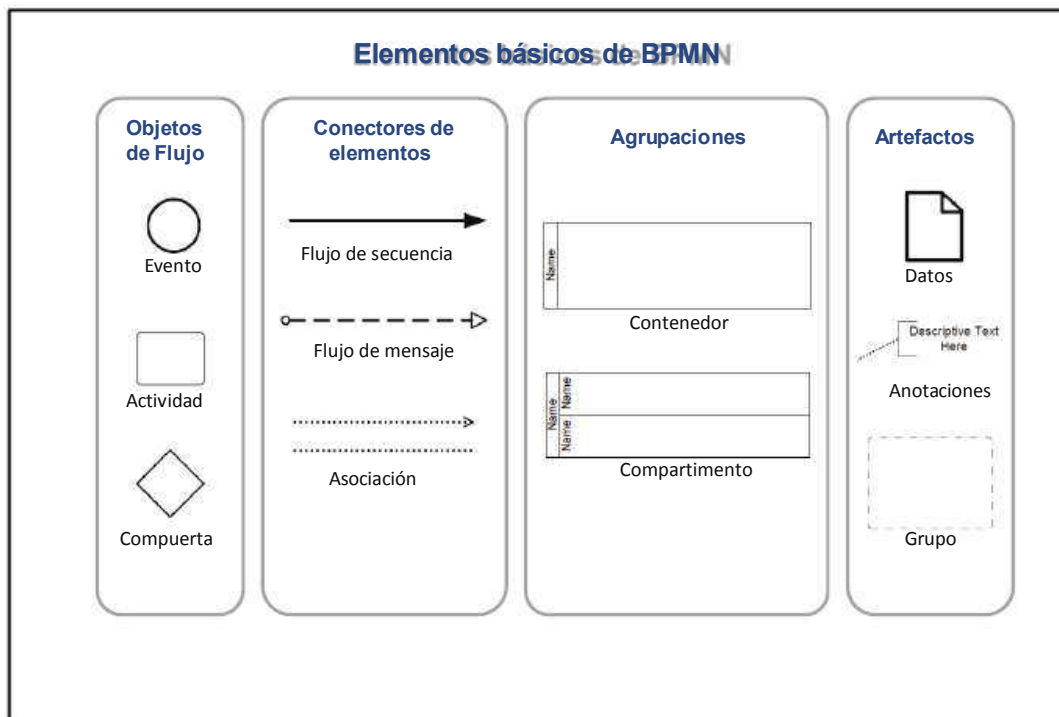 Elementos básicos de BPMN
Objetos
de Flujo
Evento
Actividad
Compuerta
Conectores de
elementos
Flujo de secuencia
Flujo de mensaje
Asociación
Agrupaciones
Name
Contenedor
Name
Name
Name
Compartimento
Artefactos
Datos
Descriptive Text
Here
Anotaciones
Grupo